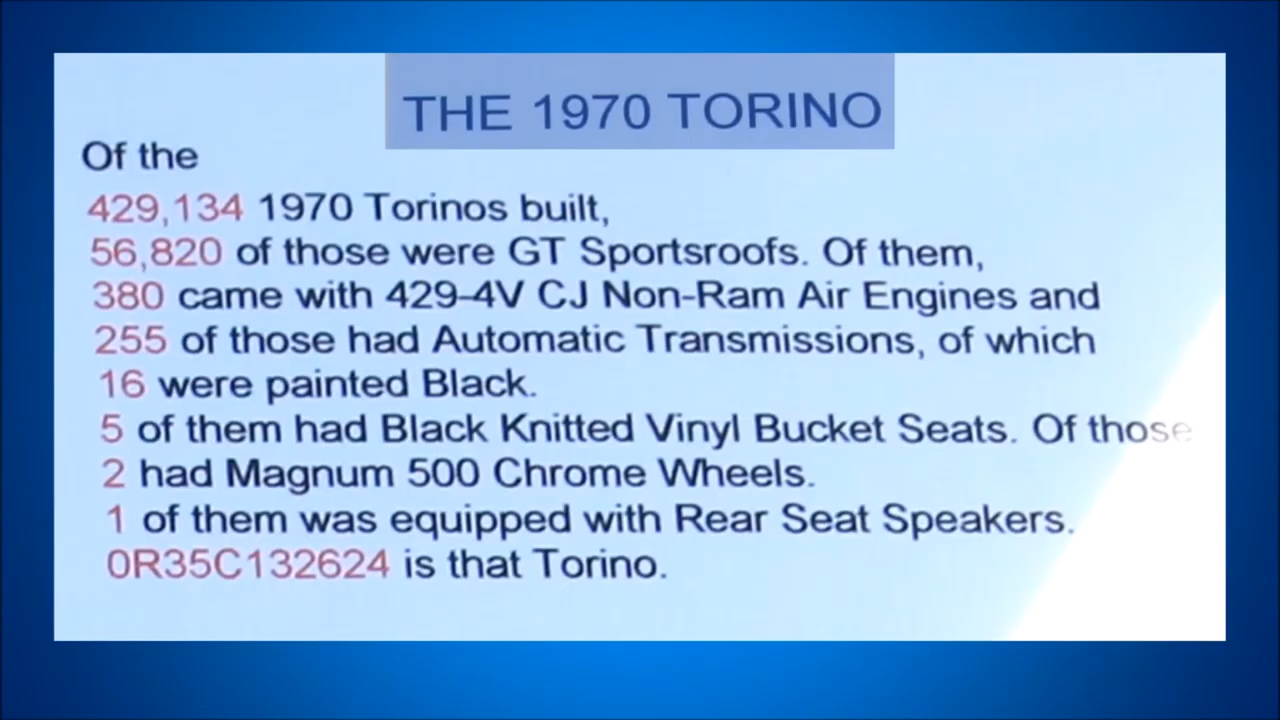 THE 1970 TORINO
Of the
429,134 1970 Torinos built,
56,820 of those were GT Sportsroofs. Of them,
380 came with 429-4V CJ Non-Ram Air Engines and
255 of those had Automatic Transmissions, of which
16 were painted Black.
5 of them had Black Knitted Vinyl Bucket Seats. Of those
2 had Magnum 500 Chrome Wheels.
1 of them was equipped with Rear Seat Speakers.
0R35C132624 is that Torino.